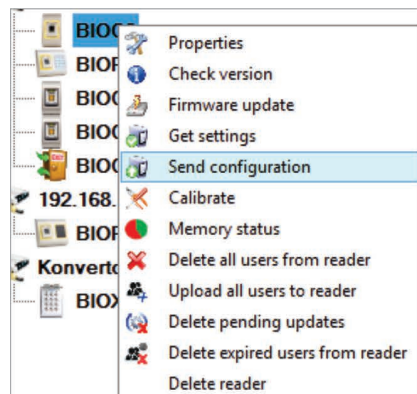 BIOC
Properties
BIOP
Check version
BIOC
Firmware update
BIOC
Get settings
BIOC
Send configuration
192.168.
Calibrate
BIOP
Memory status
Konverto
Delete all users from reader
BIOX
Upload all users to reader
Delete pending updates
Delete expired users from reader
Delete reader